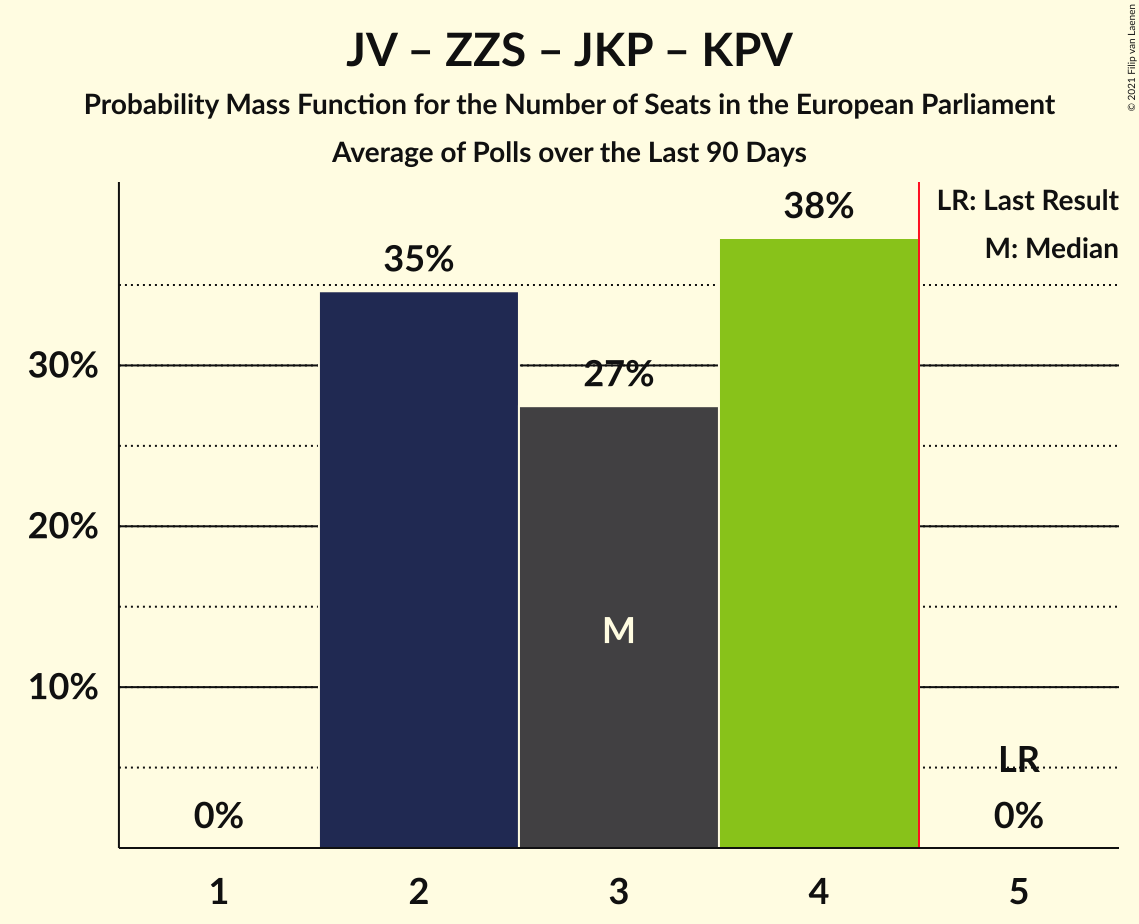 JV – ZZS – JKP – KPV
Probability Mass Function for the Number of Seats in the European Parliament
Average of Polls over the Last 90 Days
© 2021 Filip van Laenen
LR: Last Result
M: Median
38%
35%
27%
30%
20%
10%
M
LR
0%
0%
1 2 3 4 5